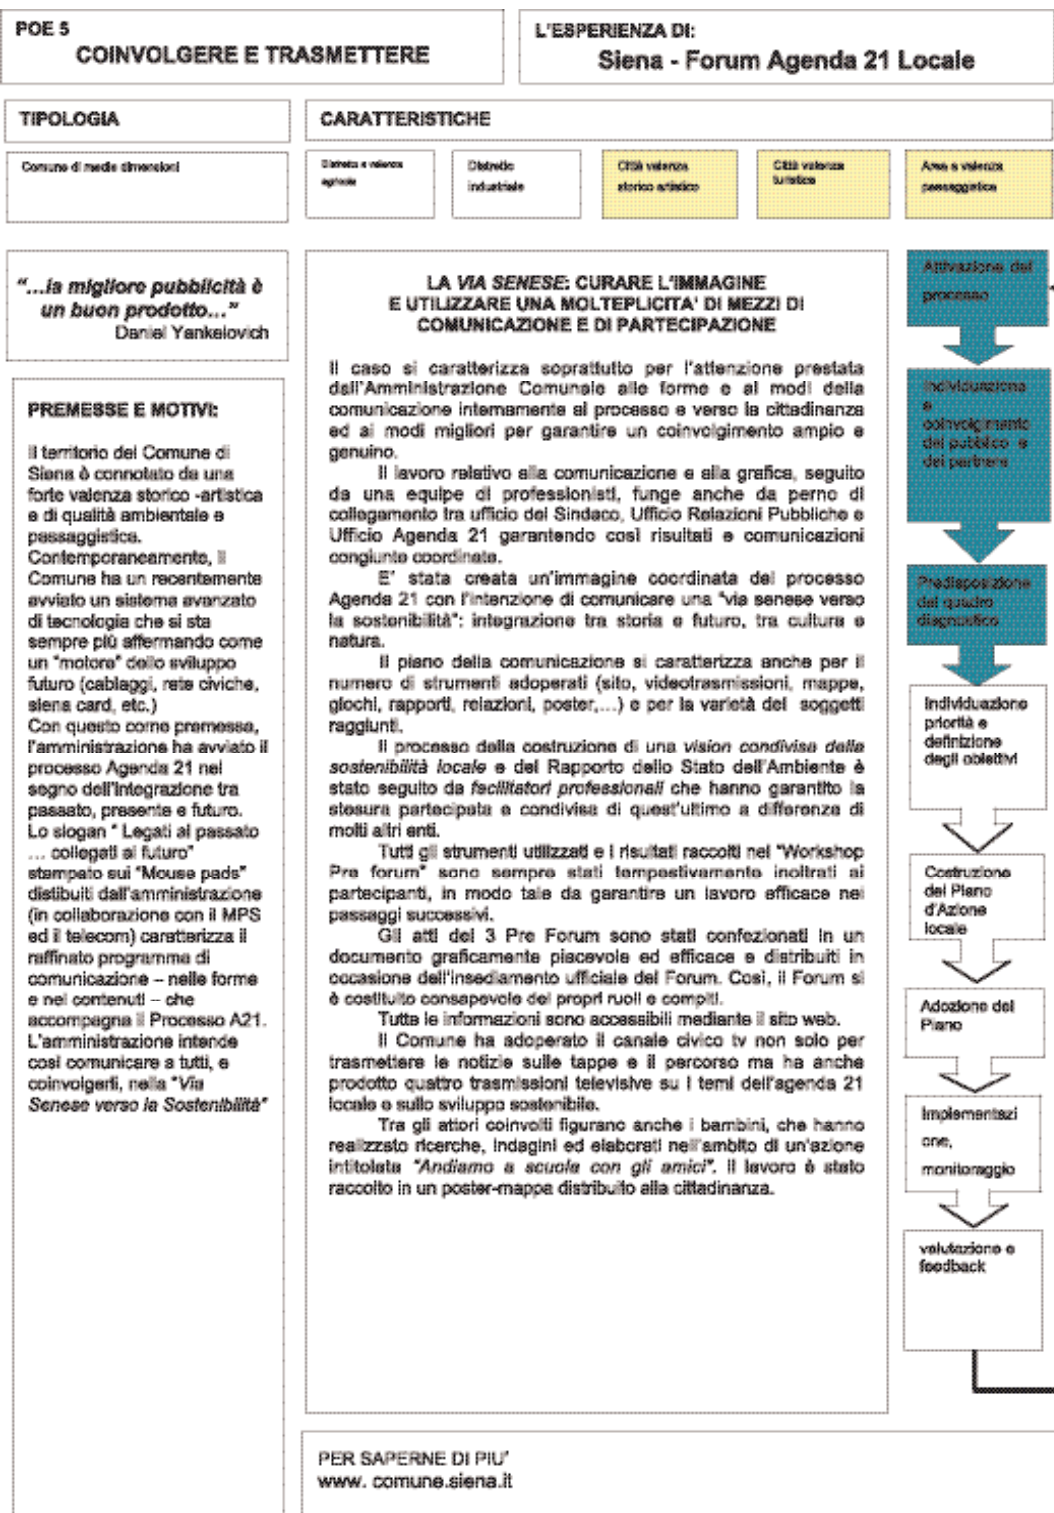 POE 5
COINVOLGERE E TRASMETTERE
L'ESPERIENZA DI:
Siena - Forum Agenda 21 Locale
TIPOLOGIA
CARATTERISTICHE
Comune di medie dimensioni
Distretto a valenza
agricola
Distretto
industriale
Città valenza
storico artistico
Città valenza
turistica
Area a valenza
paesaggistica
"...la migliore pubblicità è
un buon prodotto..."
Daniel Yankelovich
PREMESSE E MOTIVI:
Il territorio del Comune di
Siena è connotato da una
forte valenza storico -artistica
e di qualità ambientale e
paesaggistica.
Contemporaneamente, il
Comune ha un recentemente
avviato un sistema avanzato
di tecnologia che si sta
sempre più affermando come
un "motore" dello sviluppo
futuro (cablaggi, rete civiche,
siena card, etc.)
Con questo come premessa,
l'amministrazione ha avviato il
processo Agenda 21 nel
segno dell'Integrazione tra
passato, presente e futuro.
Lo slogan " Legati al passato
... collegati al futuro"
stampato sui "Mouse pads"
distibuiti dall'amministrazione
(in collaborazione con il MPS
ed il telecom) caratterizza il
raffinato programma di
comunicazione – nelle forme
e nei contenuti – che
accompagna il Processo A21.
L'amministrazione intende
così comunicare a tutti, e
coinvolgerli, nella "Via
Senese verso la Sostenibilità"
LA VIA SENESE: CURARE L'IMMAGINE
E UTILIZZARE UNA MOLTEPLICITA' DI MEZZI DI
COMUNICAZIONE E DI PARTECIPAZIONE
Il caso si caratterizza soprattutto per l'attenzione prestata
dall'Amministrazione Comunale alle forme e ai modi della
comunicazione internamente al processo e verso la cittadinanza
ed ai modi migliori per garantire un coinvolgimento ampio e
genuino.
Il lavoro relativo alla comunicazione e alla grafica, seguito
da una equipe di professionisti, funge anche da perno di
collegamento tra ufficio del Sindaco, Ufficio Relazioni Pubbliche e
Ufficio Agenda 21 garantendo così risultati e comunicazioni
congiunte coordinate.
E' stata creata un'immagine coordinata del processo
Agenda 21 con l'intenzione di comunicare una "via senese verso
la sostenibilità": integrazione tra storia e futuro, tra cultura e
natura.
Il piano della comunicazione si caratterizza anche per il
numero di strumenti adoperati (sito, videotrasmissioni, mappe,
giochi, rapporti, relazioni, poster,...) e per la varietà dei soggetti
raggiunti.
Il processo della costruzione di una vision condivisa della
sostenibilità locale e del Rapporto dello Stato dell'Ambiente è
stato seguito da facilitatori professionali che hanno garantito la
stesura partecipata e condivisa di quest'ultimo a differenza di
molti altri enti.
Tutti gli strumenti utilizzati e i risultati raccolti nel "Workshop
Pre forum" sono sempre stati tempestivamente inoltrati ai
partecipanti, in modo tale da garantire un lavoro efficace nei
passaggi successivi.
Gli atti dei 3 Pre Forum sono stati confezionati in un
documento graficamente piacevole ed efficace e distribuiti in
occasione dell'insediamento ufficiale del Forum. Così, il Forum si
è costituito consapevole dei propri ruoli e compiti.
Tutte le informazioni sono accessibili mediante il sito web.
Il Comune ha adoperato il canale civico tv non solo per
trasmettere le notizie sulle tappe e il percorso ma ha anche
prodotto quattro trasmissioni televisive su i temi dell'agenda 21
locale e sullo sviluppo sostenibile.
Tra gli attori coinvolti figurano anche i bambini, che hanno
realizzato ricerche, indagini ed elaborati nell'ambito di un'azione
intitolata "Andiamo a scuola con gli amici". Il lavoro è stato
raccolto in un poster-mappa distribuito alla cittadinanza.
Attivazione del
processo
Individuazione
e
coinvolgimento
del pubblico e
dei partners
Predisposizione
del quadro
diagnostico
Individuazione
priorità e
definizione
degli obiettivi
Costruzione
del Piano
d'Azione
locale
Adozione del
Piano
Implementazi
one,
monitoraggio
valutazione e
feedback
PER SAPERNE DI PIU'
www. comune.siena.it